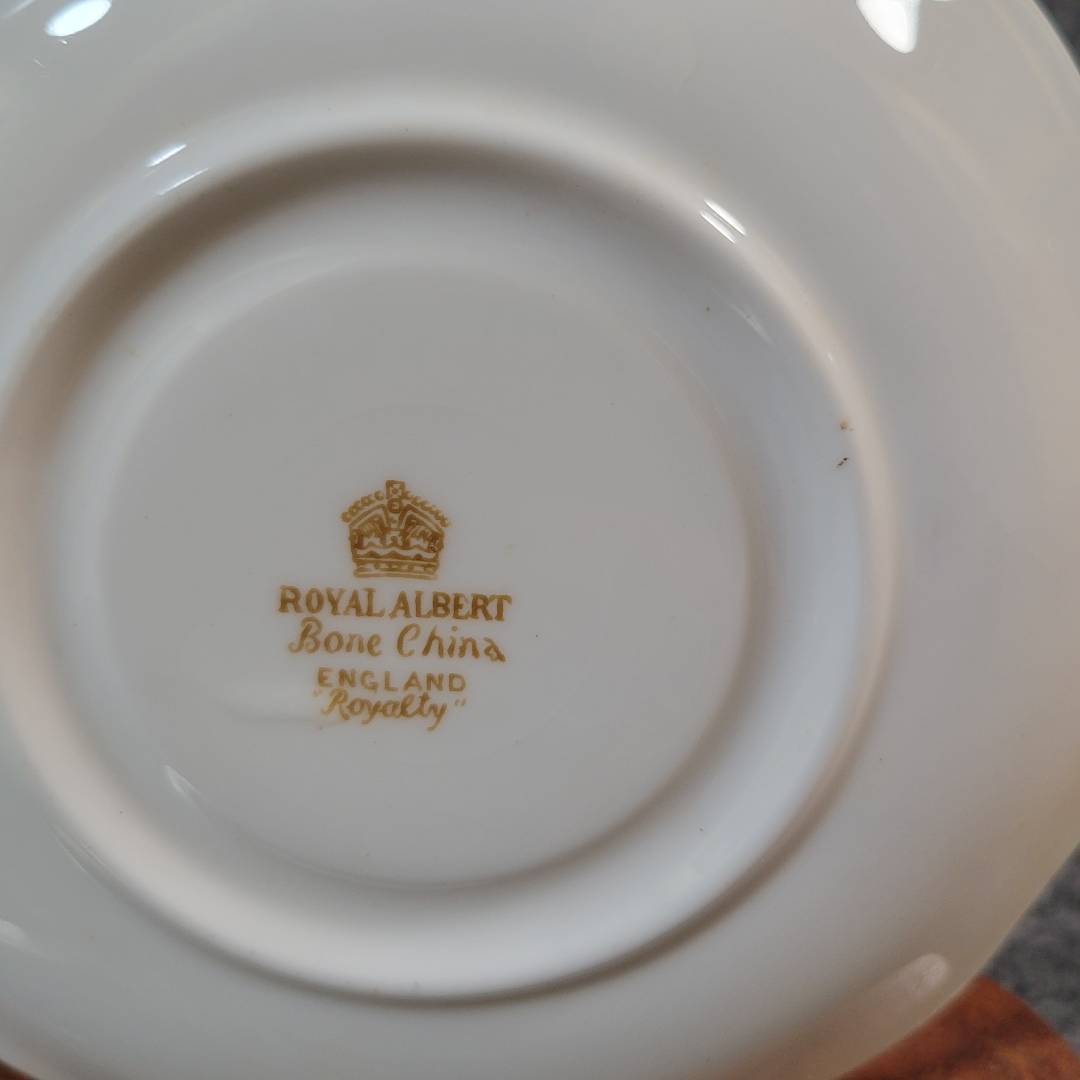 ROYAL ALBERT
Bone China
ENGLAND
"Royalty"